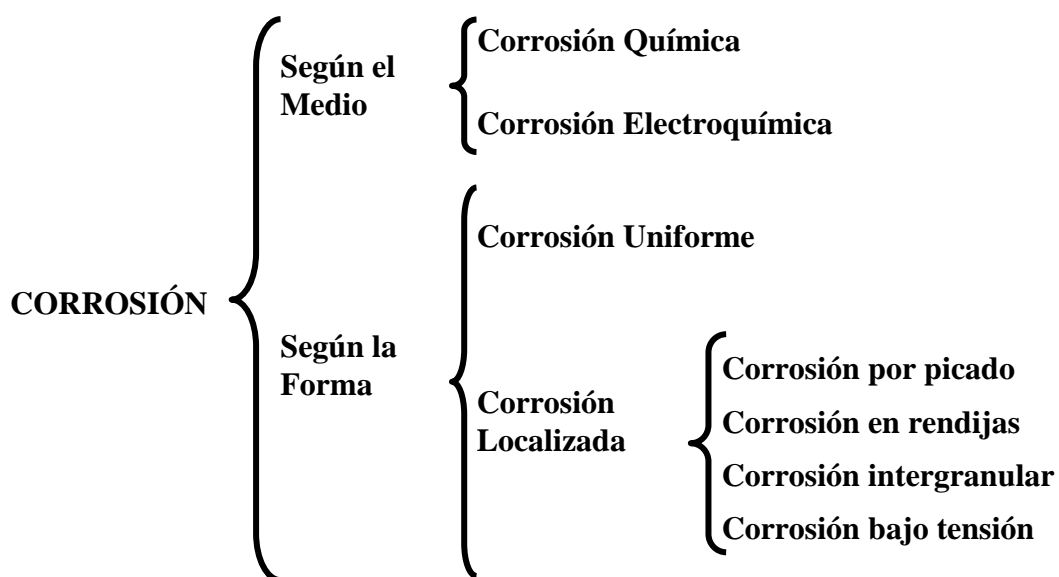 CORROSIÓN
Según el
Medio
Corrosión Química
Corrosión Electroquímica
Según la
Forma
Corrosión Uniforme
Corrosión
Localizada
Corrosión por picado
Corrosión en rendijas
Corrosión intergranular
Corrosión bajo tensión